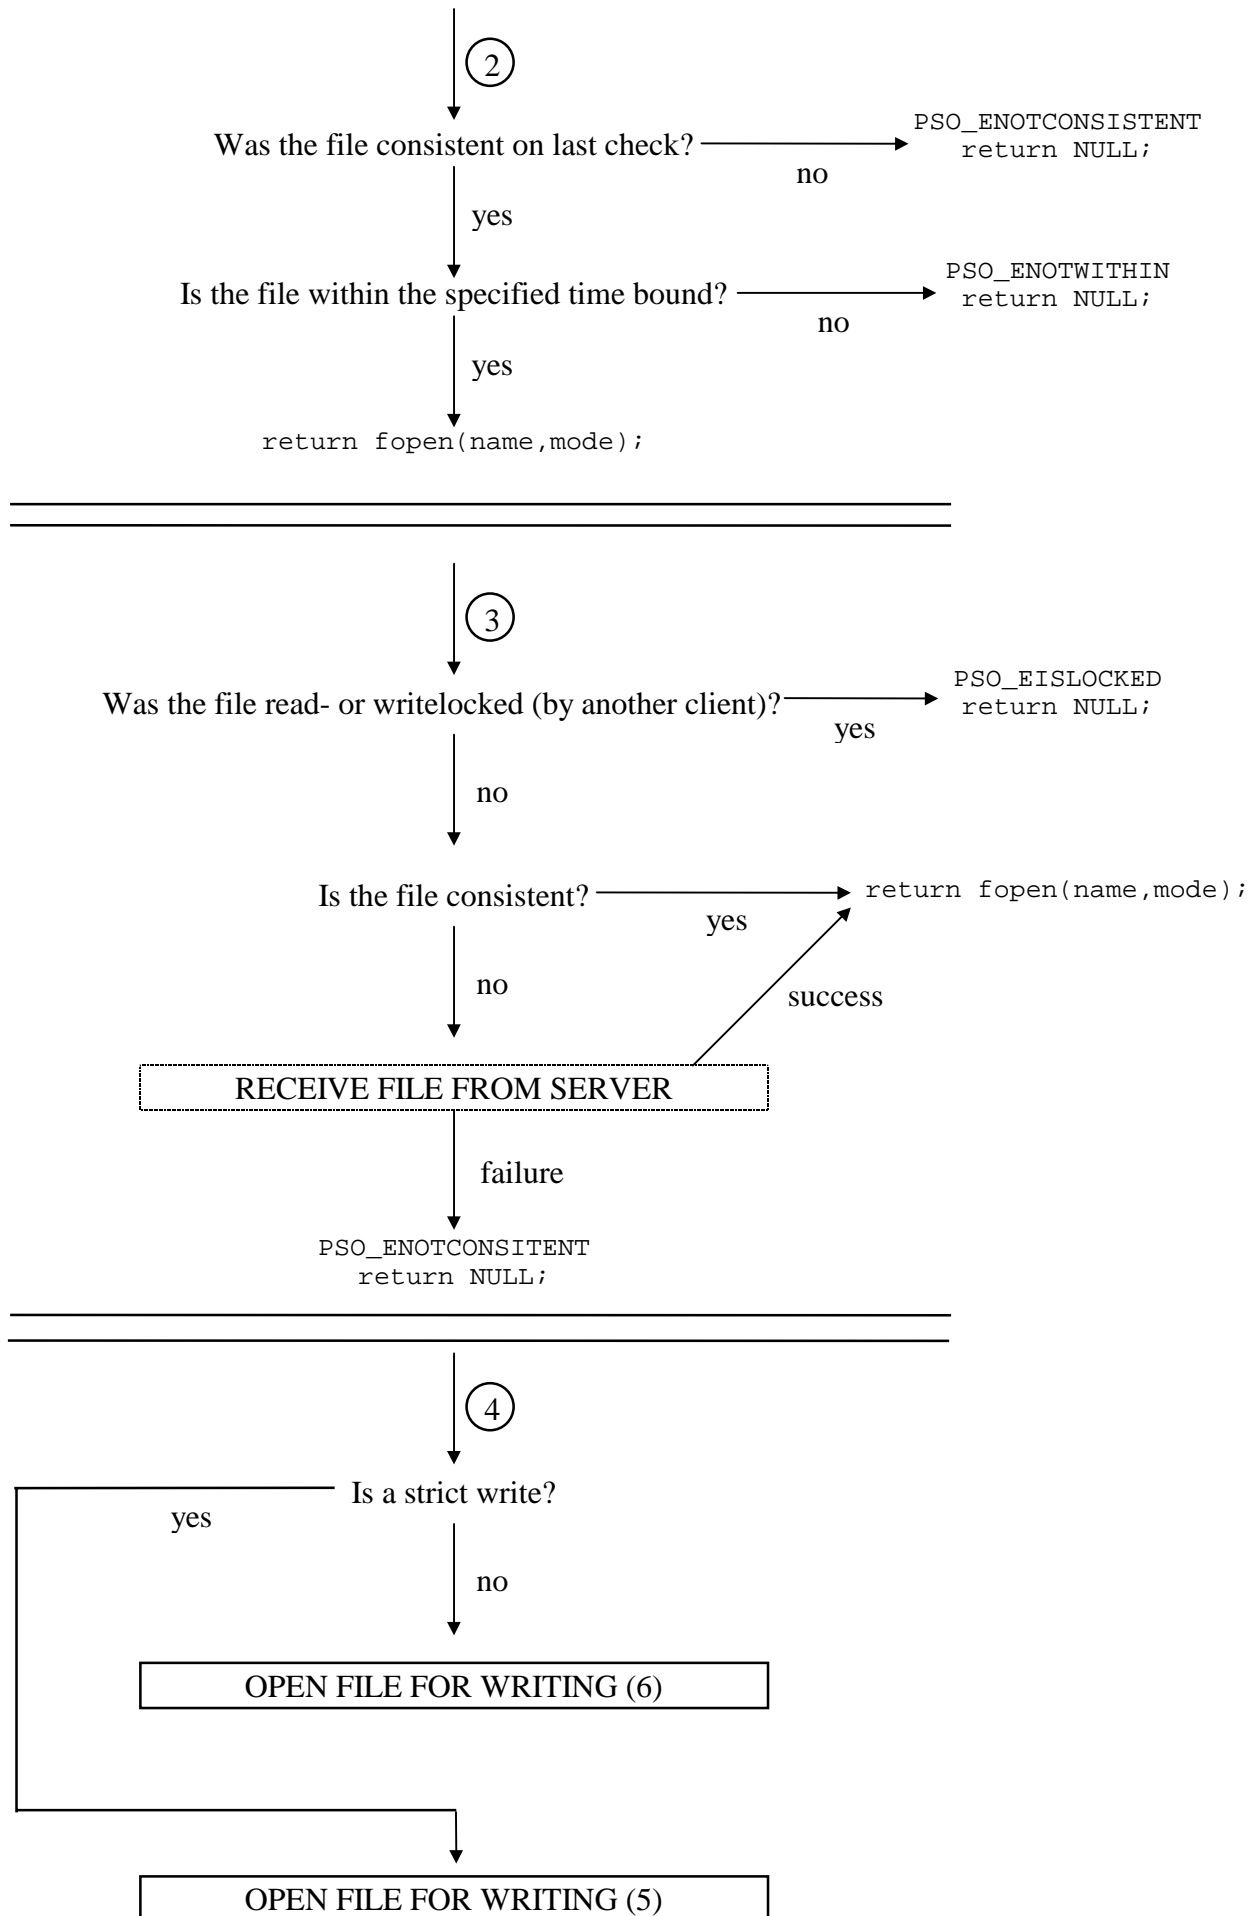 2
Was the file consistent on last check?
no
PSO_ENOTCONSISTENT
return NULL;
yes
Is the file within the specified time bound?
no
PSO_ENOTWITHIN
return NULL;
yes
return fopen(name,mode);
3
Was the file read- or writelocked (by another client)?
yes
PSO_EISLOCKED
return NULL;
no
Is the file consistent?
yes
return fopen(name,mode);
no
success
RECEIVE FILE FROM SERVER
failure
PSO_ENOTCONSITENT
return NULL;
4
Is a strict write?
yes
no
OPEN FILE FOR WRITING (6)
OPEN FILE FOR WRITING (5)